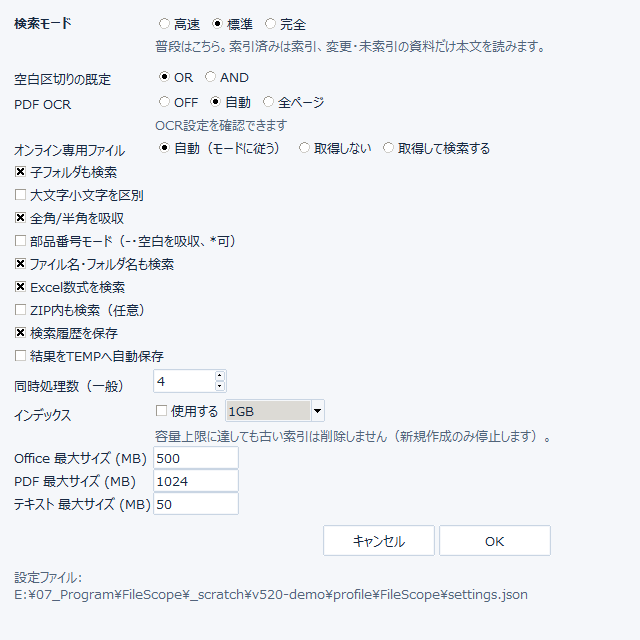 検索モード 高速 標準 完全
普段はこちら。索引済みは索引、変更・未索引の資料だけ本文を読みます。
空白区切りの既定 OR AND
PDF OCR OFF 自動 全ページ
OCR設定を確認できます
オンライン専用ファイル 自動（モードに従う） 取得しない 取得して検索する
子フォルダも検索
大文字小文字を区別
全角/半角を吸収
部品番号モード（-・空白を吸収、*可）
ファイル名・フォルダ名も検索
Excel数式を検索
ZIP内も検索（任意）
検索履歴を保存
結果をTEMPへ自動保存
同時処理数（一般） 4
インデックス 使用する 1GB
容量上限に達しても古い索引は削除しません（新規作成のみ停止します）。
Office 最大サイズ (MB) 500
PDF 最大サイズ (MB) 1024
テキスト 最大サイズ (MB) 50
キャンセル OK
設定ファイル:
E:¥07_Program¥FileScope¥_scratch¥v520-demo¥profile¥FileScope¥settings.json